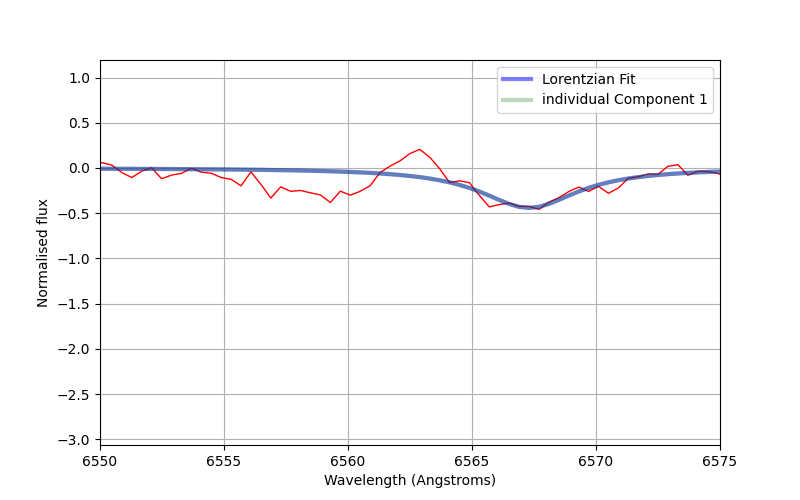 Lorentzian Fit
individual Component 1
Normalised flux
1.0
0.5
0.0
−0.5
−1.0
−1.5
−2.0
−2.5
−3.0
6550 6555 6560 6565 6570 6575
Wavelength (Angstroms)